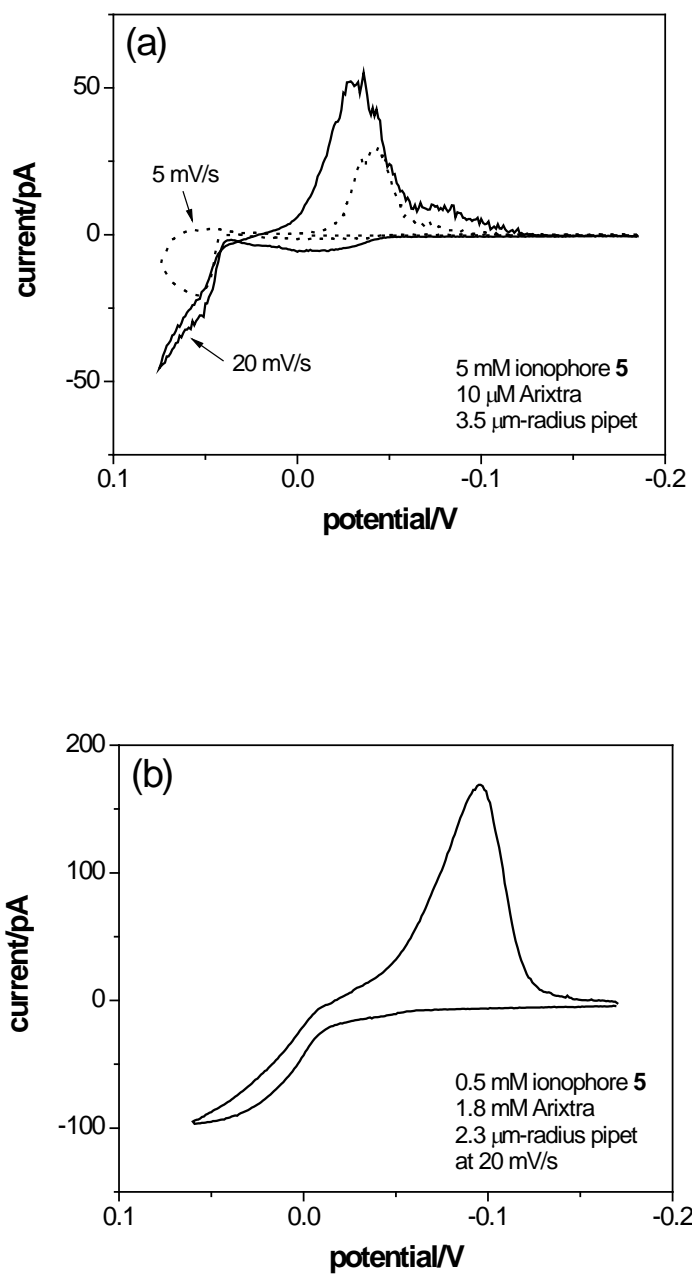 (a)
50
5 mV/s
0
current/pA
-50
20 mV/s
5 mM ionophore 5
10 μM Arixtra
3.5 μm-radius pipet
0.1 0.0 -0.1 -0.2
potential/V
200
(b)
100
current/pA
0
-100
0.5 mM ionophore 5
1.8 mM Arixtra
2.3 μm-radius pipet
at 20 mV/s
0.1 0.0 -0.1 -0.2
potential/V